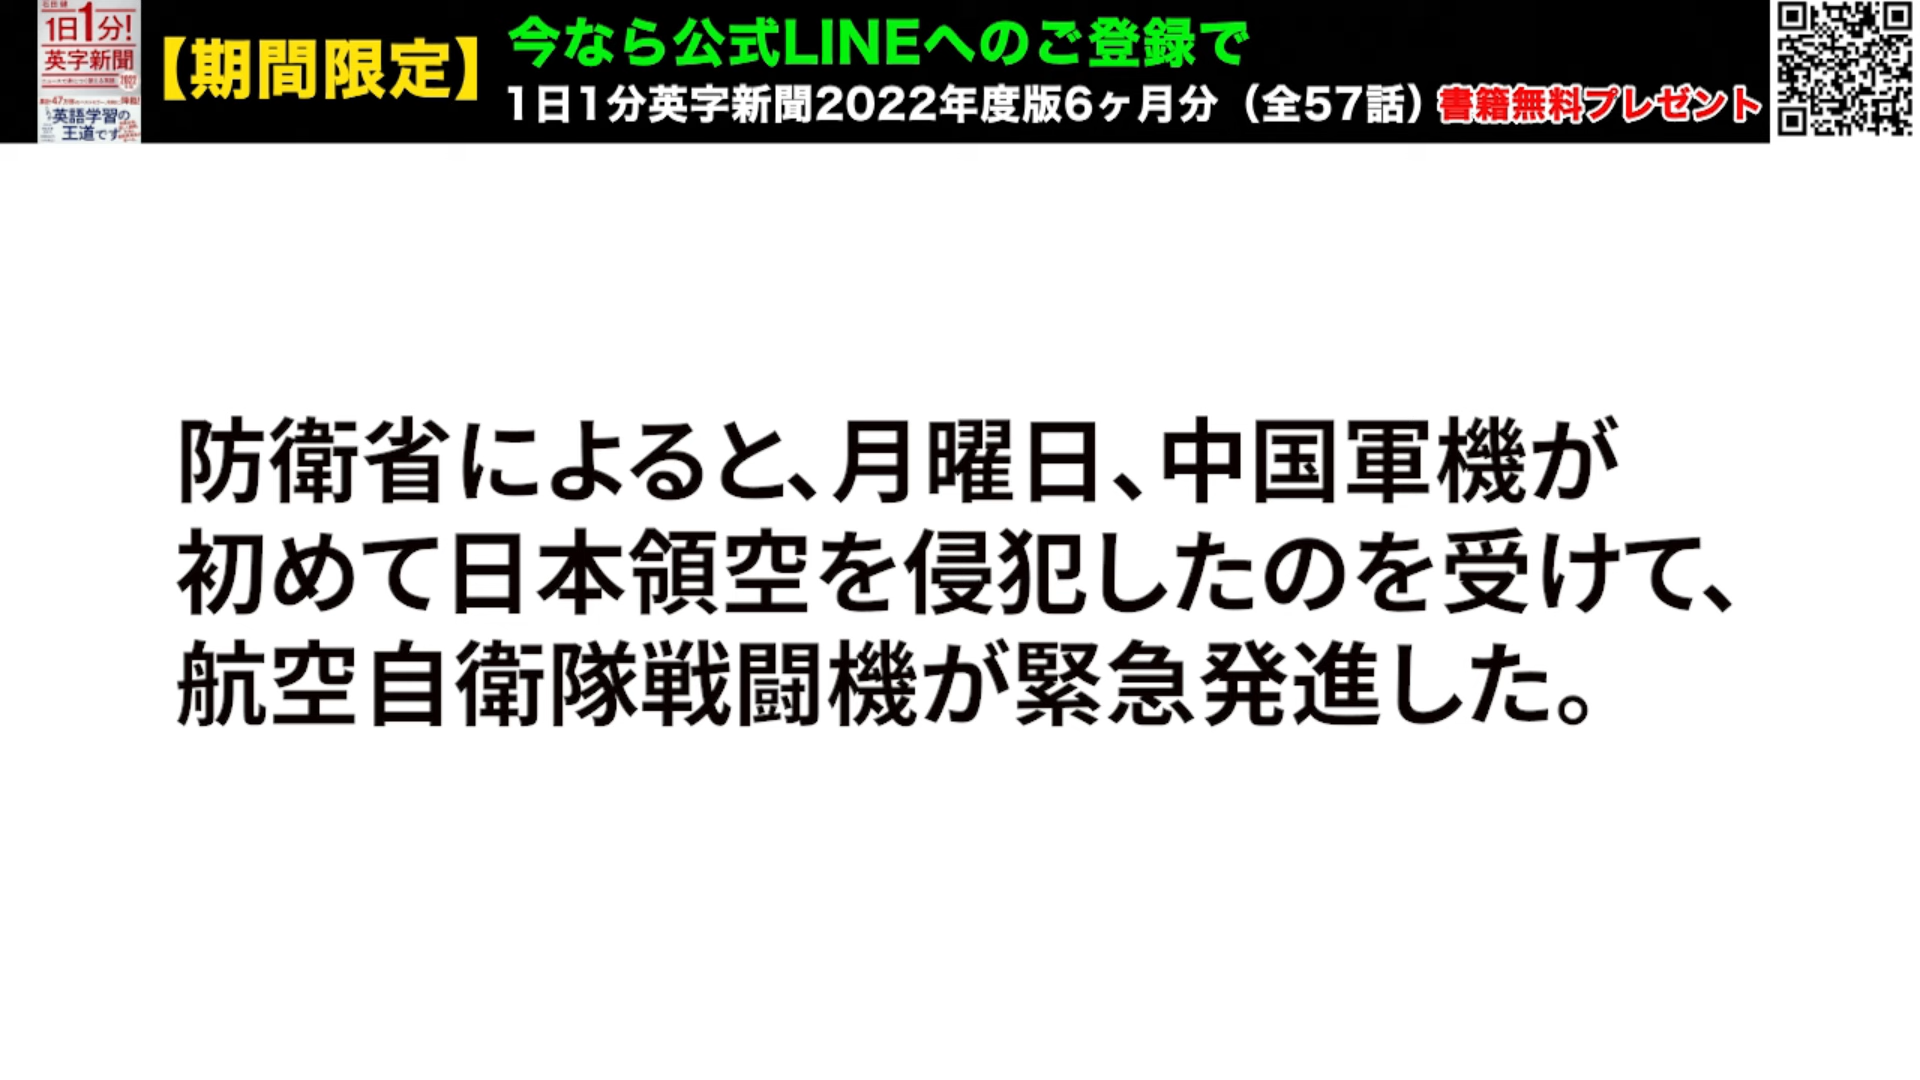 石田健
1日1分!
英字新聞
2022
英語学習の
王道です
【期間限定】
今なら公式LINEへのご登録で
1日1分英字新聞2022年度版6ヶ月分（全57話）書籍無料プレゼント
防衛省によると、月曜日、中国軍機が
初めて日本領空を侵犯したのを受けて、
航空自衛隊戦闘機が緊急発進した。